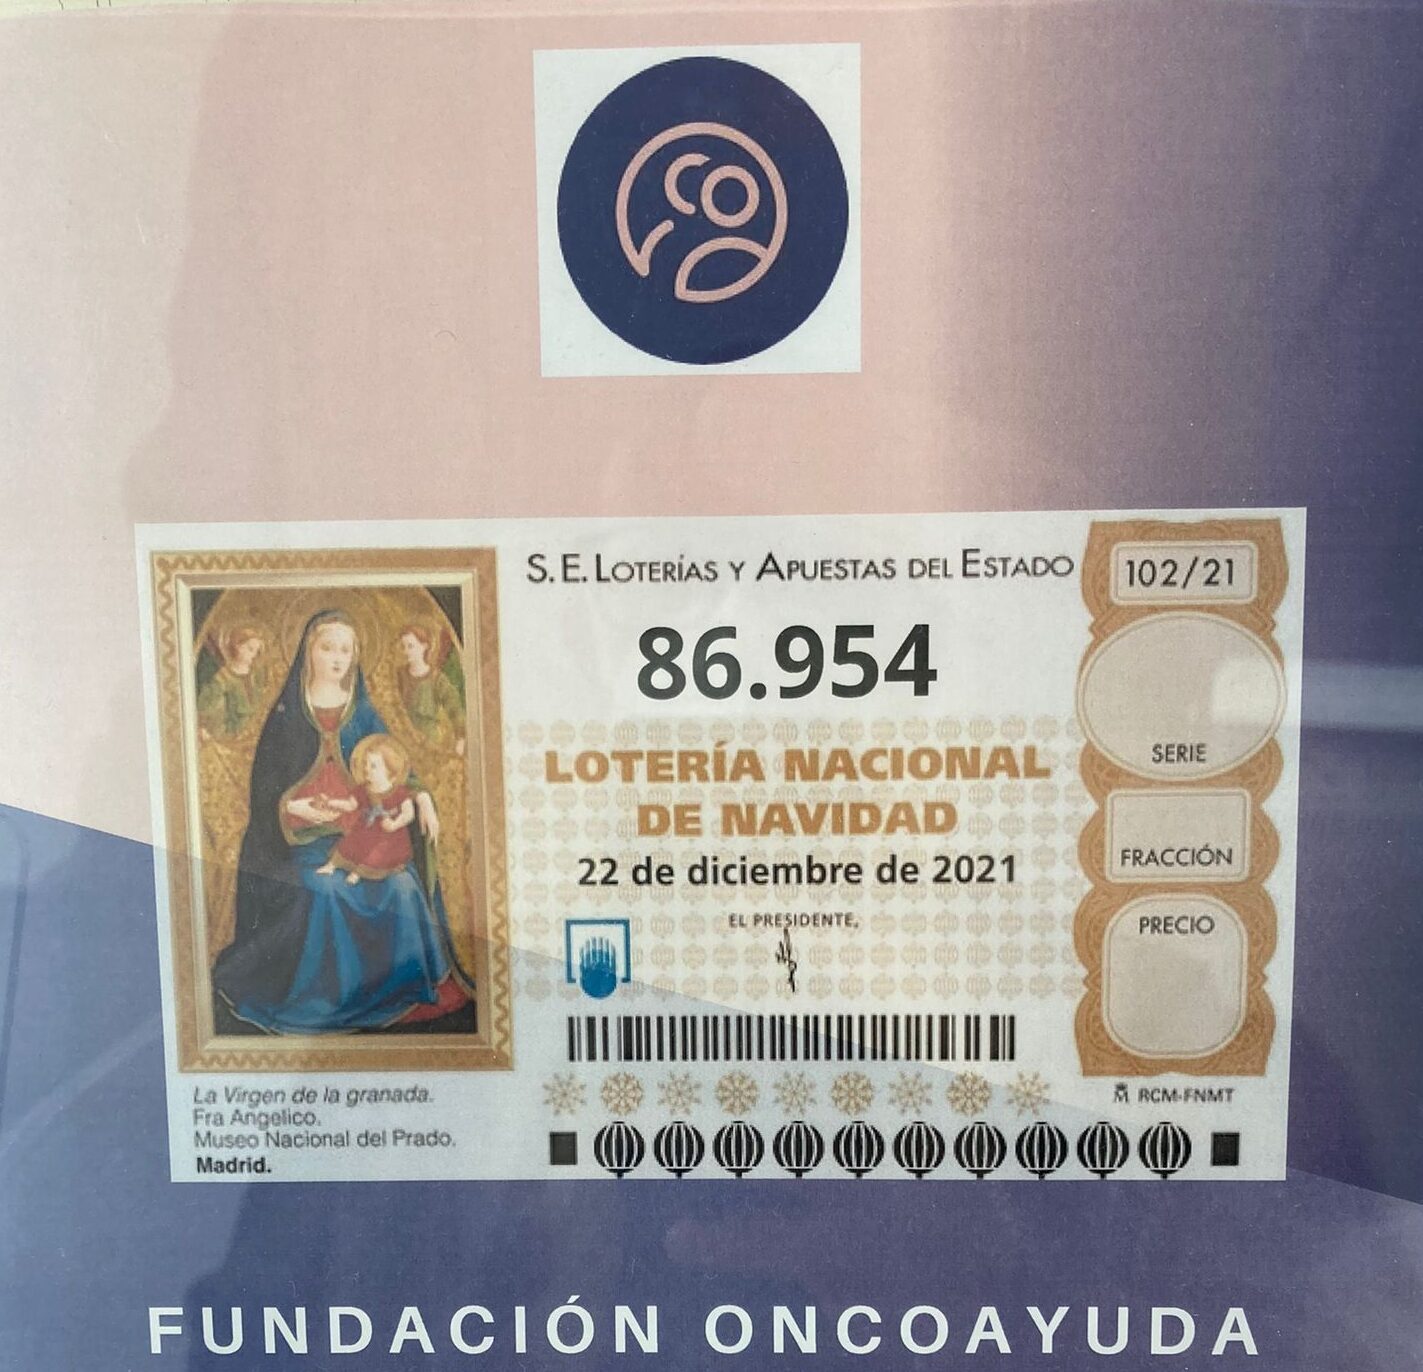 CO
S.E. LOTERÍAS Y APUESTAS DEL ESTADO
102/21
86.954
SERIE
LOTERÍA NACIONAL
DE NAVIDAD
FRACCIÓN
22 de diciembre de 2021
EL PRESIDENTE,
PRECIO
La Virgen de la granada.
Fra Angelico.
Museo Nacional del Prado.
Madrid.
RCM-FNMT
FUNDACIÓN ONCOAYUDA